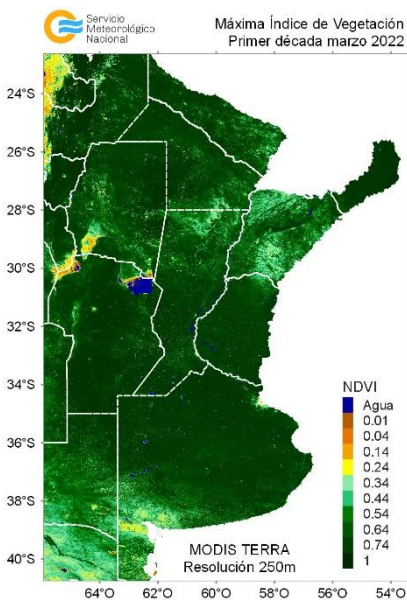 Servicio
Meteorológico
Nacional
Máxima Índice de Vegetación
Primer década marzo 2022
24°S
26°S
28°S
30°S
32°S
34°S
36°S
38°S
40°S
NDVI
Agua
0.01
0.04
0.14
0.24
0.34
0.44
0.54
0.64
0.74
1
MODIS TERRA
Resolución 250m
64°O
62°O
60°O
58°O
56°O
54°O